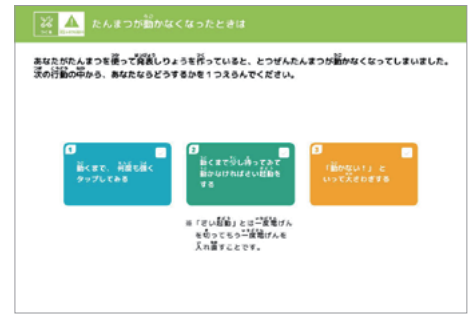 たんまつが動かなくなったときは
あなたがたんまつを使って発表しりょうを作っていると、とつぜんたんまつが動かなくなってしまいました。
次の行動の中から、あなたならどうするかを1つえらんでください。
1
動くまで、何度も強く
タップしてみる
2
動くまで少し待ってみて
動かなければさい起動を
する
3
「動かない！」と
いって大さわぎする
※「さい起動」とは一度電げん
を切ってもう一度電げんを
入れ直すことです。